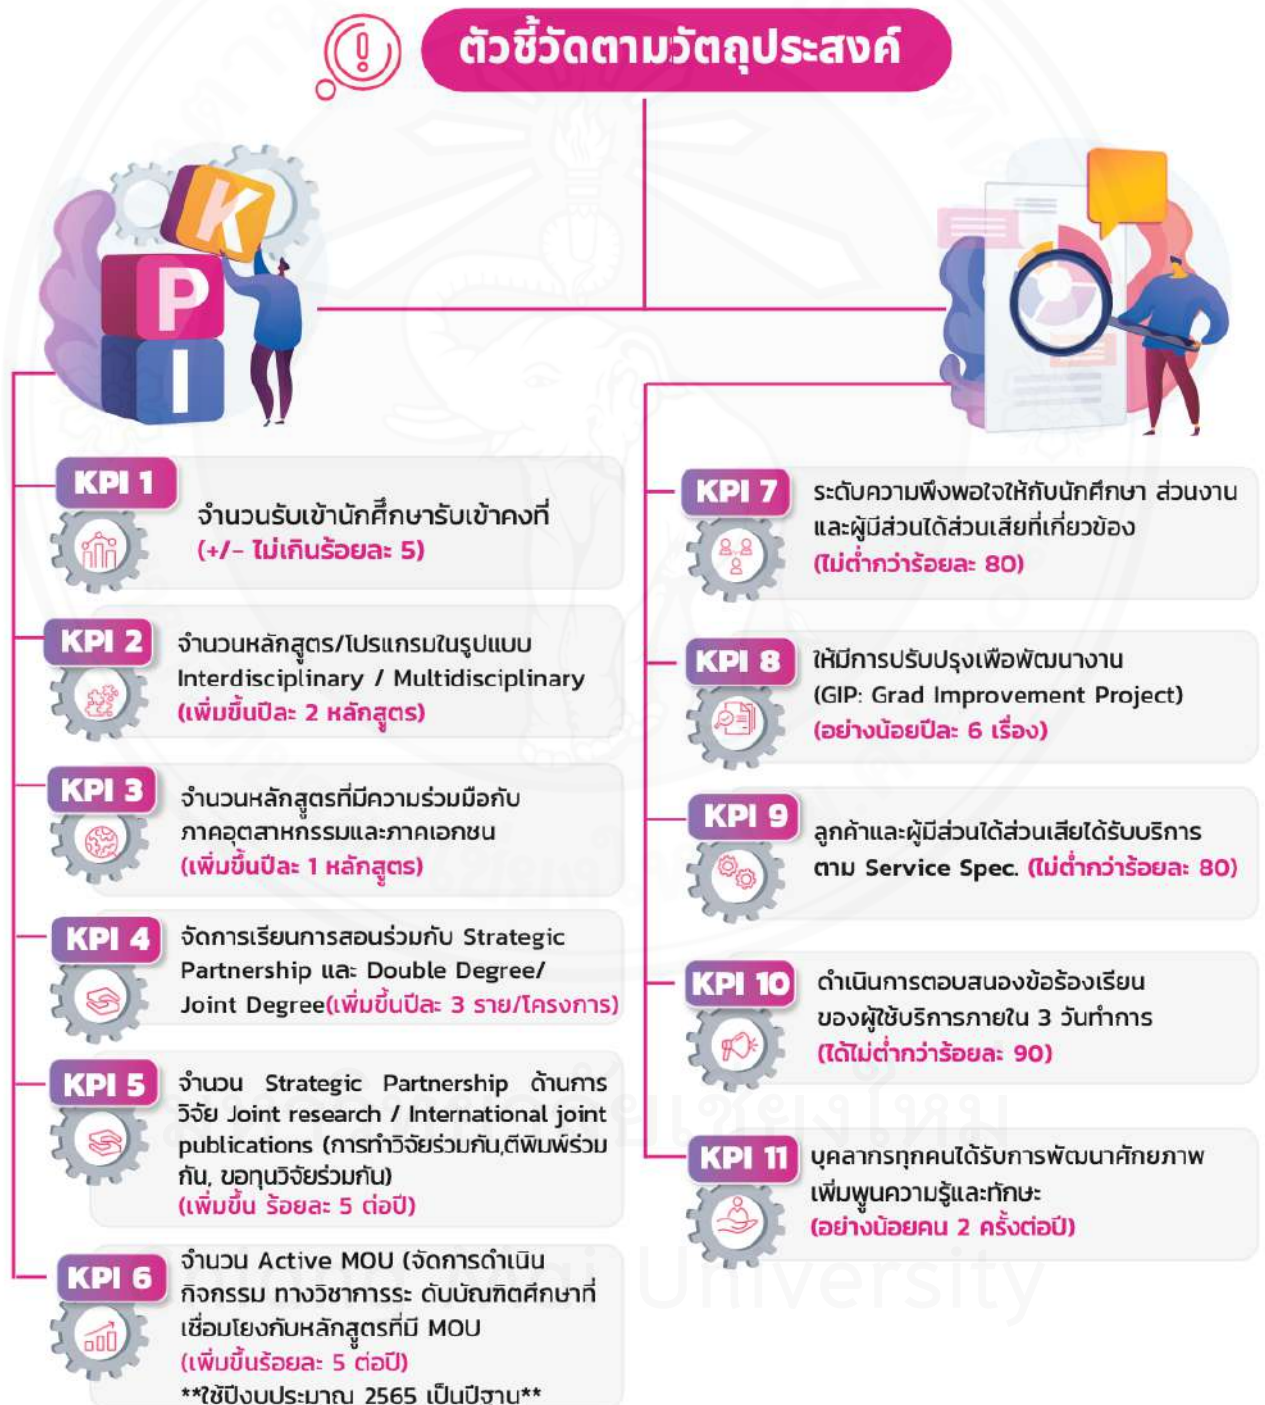 ตัวชี้วัดตามวัตถุประสงค์
K
P
I
KPI 1
จำนวนรับเข้านักศึกษารับเข้าคงที่
(+/- ไม่เกินร้อยละ 5)
KPI 2
จำนวนหลักสูตร/โปรแกรมในรูปแบบ
Interdisciplinary / Multidisciplinary
(เพิ่มขึ้นปีละ 2 หลักสูตร)
KPI 3
จำนวนหลักสูตรที่มีความร่วมมือกับ
ภาคอุตสาหกรรมและภาคเอกชน
(เพิ่มขึ้นปีละ 1 หลักสูตร)
KPI 4
จัดการเรียนการสอนร่วมกับ Strategic
Partnership และ Double Degree/
Joint Degree(เพิ่มขึ้นปีละ 3 ราย/โครงการ)
KPI 5
จำนวน Strategic Partnership ด้านการ
วิจัย Joint research / International joint
publications (การทำวิจัยร่วมกัน,ตีพิมพ์ร่วม
กัน, ขอทุนวิจัยร่วมกัน)
(เพิ่มขึ้น ร้อยละ 5 ต่อปี)
KPI 6
จำนวน Active MOU (จัดการดำเนิน
กิจกรรม ทางวิชาการระ ดับบัณฑิตศึกษาที่
เชื่อมโยงกับหลักสูตรที่มี MOU
(เพิ่มขึ้นร้อยละ 5 ต่อปี)
**ใช้ปีงบประมาณ 2565 เป็นปีฐาน**
KPI 7
ระดับความพึงพอใจให้กับนักศึกษา ส่วนงาน
และผู้มีส่วนได้ส่วนเสียที่เกี่ยวข้อง
(ไม่ต่ำกว่าร้อยละ 80)
KPI 8
ให้มีการปรับปรุงเพื่อพัฒนางาน
(GIP: Grad Improvement Project)
(อย่างน้อยปีละ 6 เรื่อง)
KPI 9
ลูกค้าและผู้มีส่วนได้ส่วนเสียได้รับบริการ
ตาม Service Spec. (ไม่ต่ำกว่าร้อยละ 80)
KPI 10
ดำเนินการตอบสนองข้อร้องเรียน
ของผู้ใช้บริการภายใน 3 วันทำการ
(ได้ไม่ต่ำกว่าร้อยละ 90)
KPI 11
บุคลากรทุกคนได้รับการพัฒนาศักยภาพ
เพิ่มพูนความรู้และทักษะ
(อย่างน้อยคน 2 ครั้งต่อปี)
มหาวิทยาลัยเชียงใหม่
Chiang Mai University